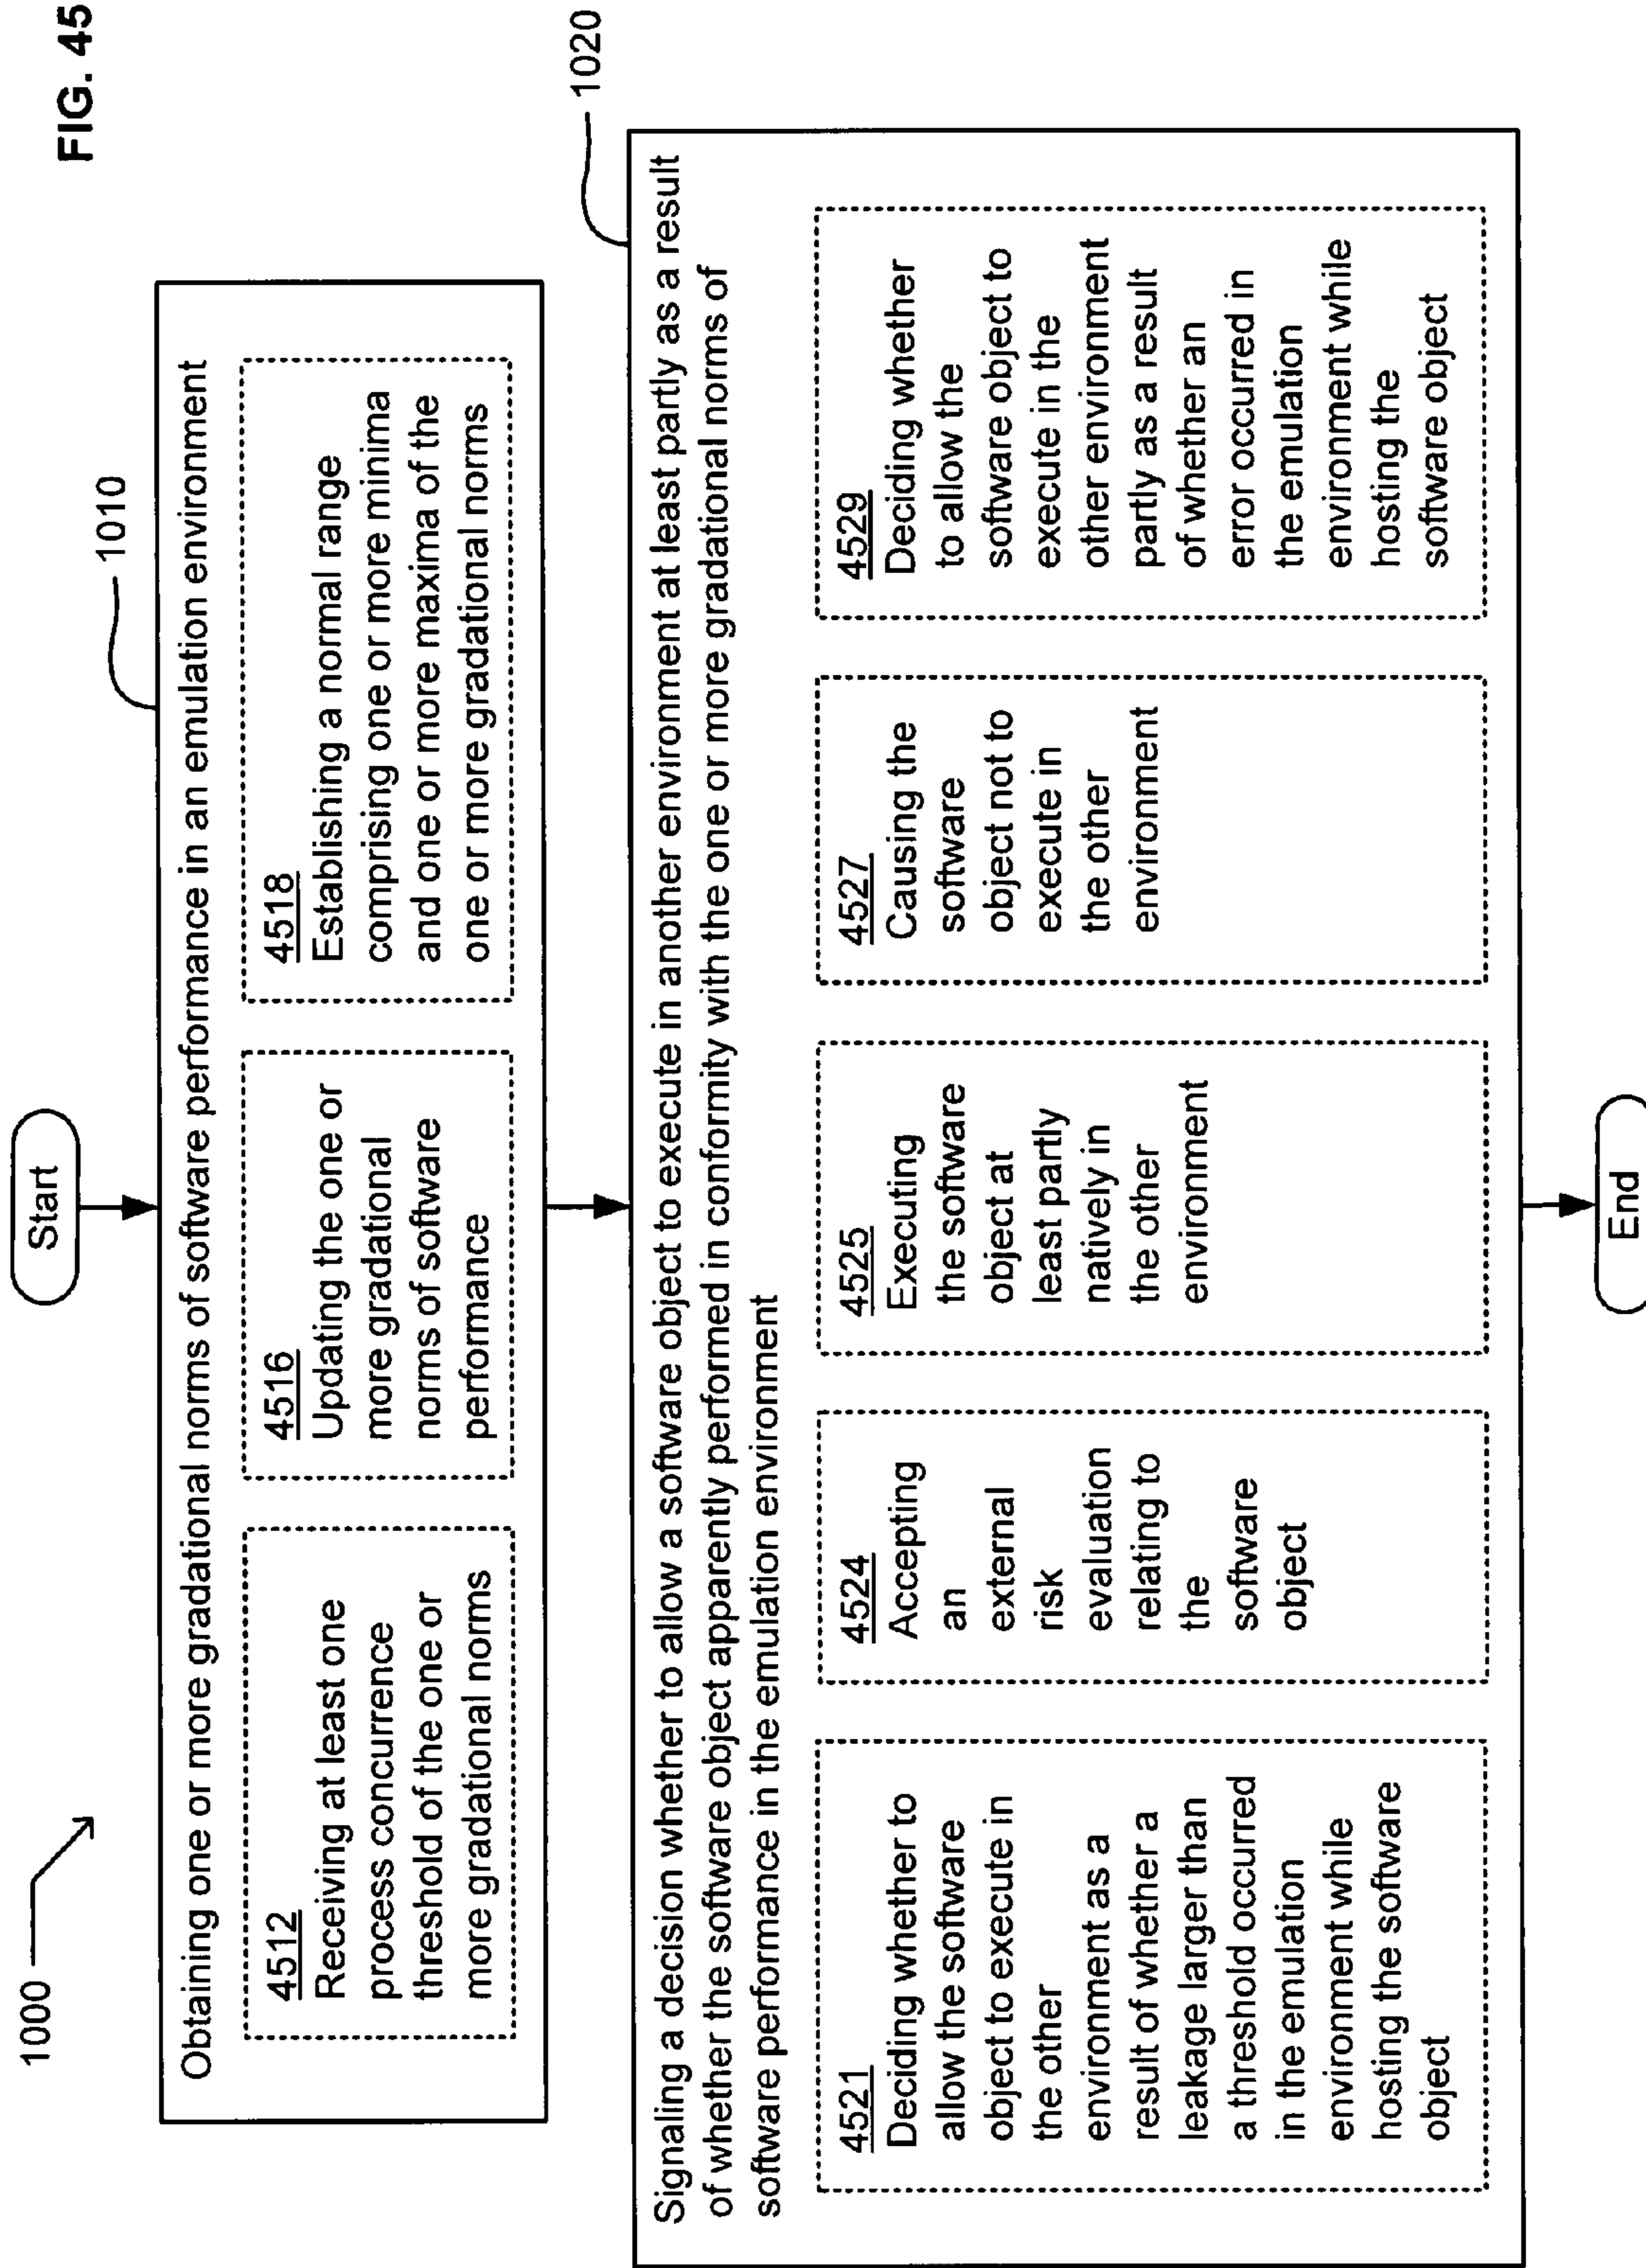 FIG. 45
1000
Start
1010
Obtaining one or more gradational norms of software performance in an emulation environment
4512
Receiving at least one
process concurrence
threshold of the one or
more gradational norms
4516
Updating the one or
more gradational
norms of software
performance
4518
Establishing a normal range
comprising one or more minima
and one or more maxima of the
one or more gradational norms
1020
Signaling a decision whether to allow a software object to execute in another environment at least partly as a result
of whether the software object apparently performed in conformity with the one or more gradational norms of
software performance in the emulation environment
4521
Deciding whether to
allow the software
object to execute in
the other
environment as a
result of whether a
leakage larger than
a threshold occurred
in the emulation
environment while
hosting the software
object
4524
Accepting
an
external
risk
evaluation
relating to
the
software
object
4525
Executing
the software
object at
least partly
natively in
the other
environment
4527
Causing the
software
object not to
execute in
the other
environment
4529
Deciding whether
to allow the
software object to
execute in the
other environment
partly as a result
of whether an
error occurred in
the emulation
environment while
hosting the
software object
End